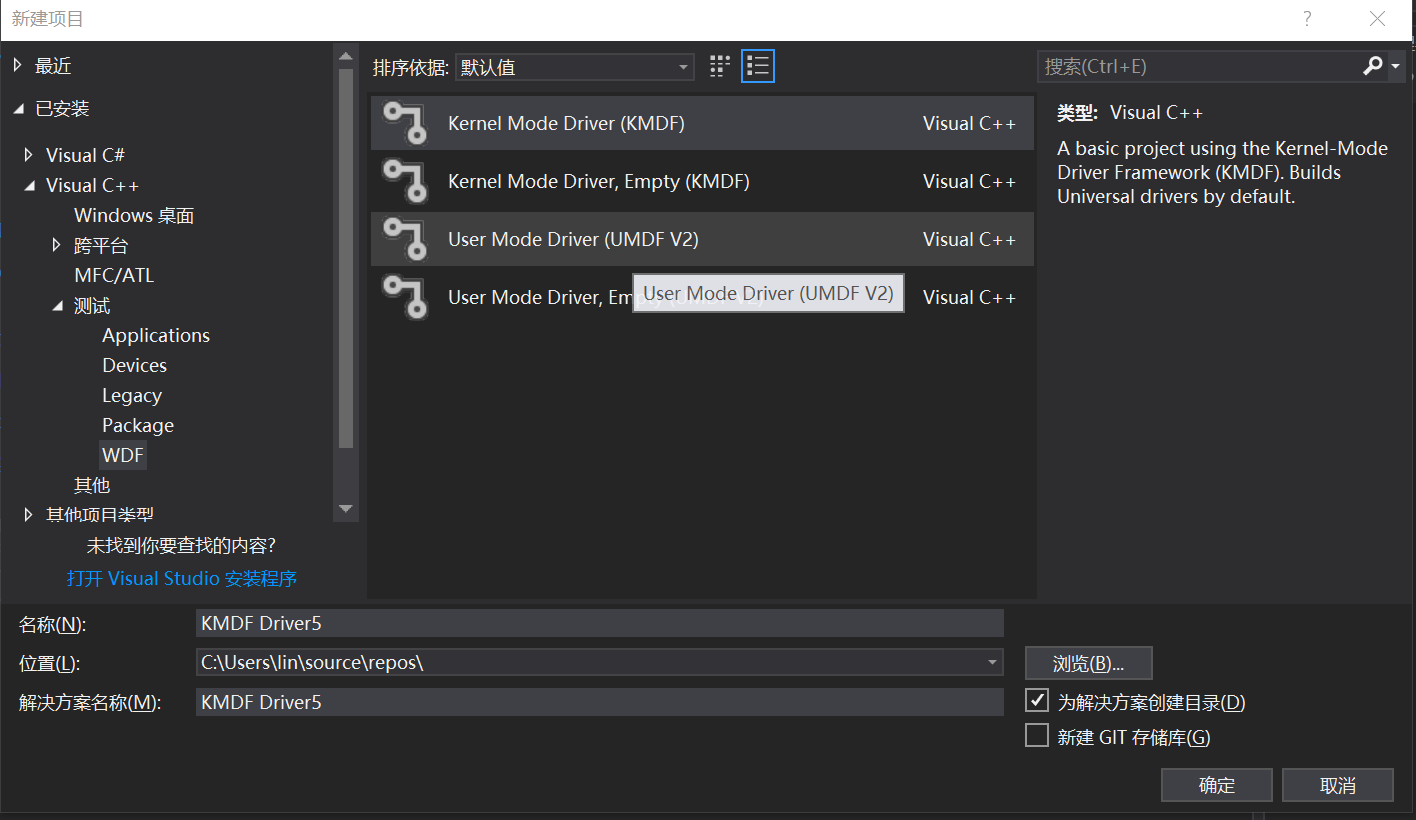 新建项目
最近
已安装
Visual C#
Visual C++
Windows 桌面
跨平台
MFC/ATL
测试
Applications
Devices
Legacy
Package
WDF
其他
其他项目类型
未找到你要查找的内容?
打开 Visual Studio 安装程序
排序依据: 默认值
Kernel Mode Driver (KMDF) Visual C++
Kernel Mode Driver, Empty (KMDF) Visual C++
User Mode Driver (UMDF V2) Visual C++
User Mode Driver, Empty (UMDF V2) Visual C++
User Mode Driver (UMDF V2)
搜索(Ctrl+E)
类型: Visual C++
A basic project using the Kernel-Mode
Driver Framework (KMDF). Builds
Universal drivers by default.
名称(N): KMDF Driver5
位置(L): C:\Users\lin\source\repos\
浏览(B)...
解决方案名称(M): KMDF Driver5
为解决方案创建目录(D)
新建 GIT 存储库(G)
确定 取消